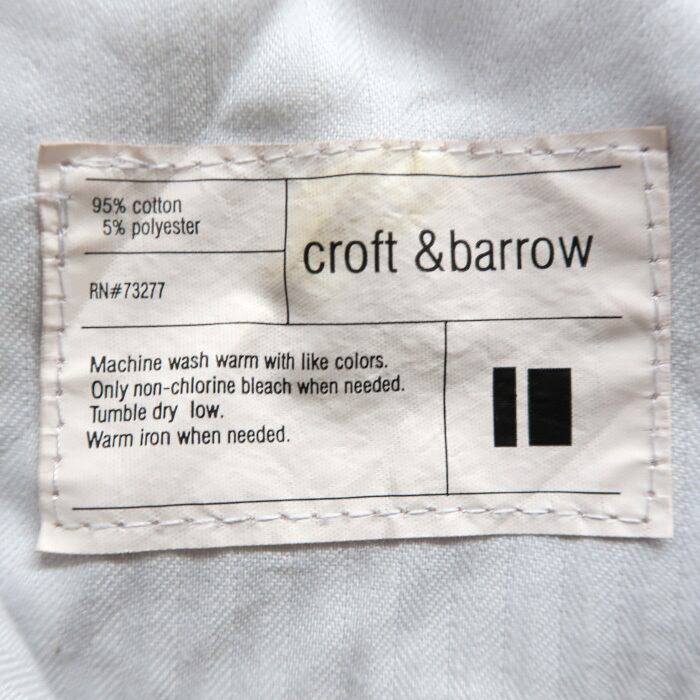 95% cotton
5% polyester
croft &barrow
RN#73277
Machine wash warm with like colors.
Only non-chlorine bleach when needed.
Tumble dry low.
Warm iron when needed.